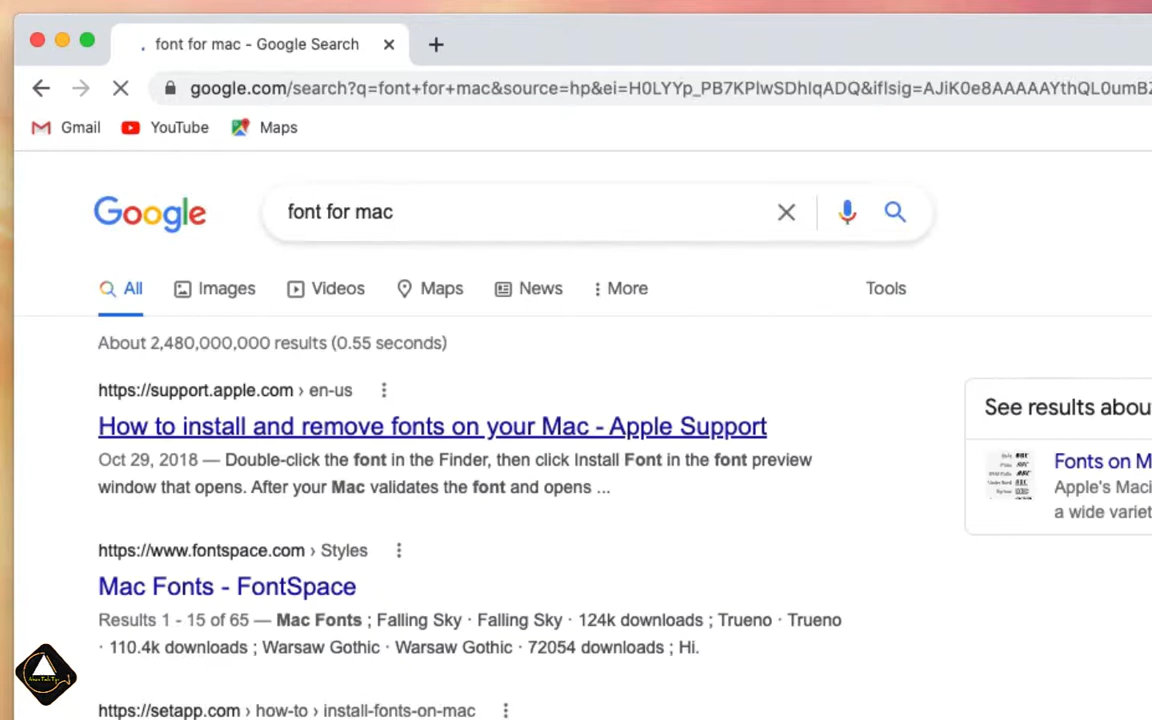 font for mac - Google Search
google.com/search?q=font+for+mac&source=hp&ei=H0LYYp_PB7KPlwSDhlqADQ&iflsig=AJiK0e8AAAAAYthQL0umBZ
Gmail YouTube Maps
Google font for mac
All Images Videos Maps News More Tools
About 2,480,000,000 results (0.55 seconds)
https://support.apple.com › en-us
How to install and remove fonts on your Mac - Apple Support
Oct 29, 2018 — Double-click the font in the Finder, then click Install Font in the font preview
window that opens. After your Mac validates the font and opens ...
See results abou
Fonts on M
Apple's Maci
a wide variet
https://www.fontspace.com › Styles
Mac Fonts - FontSpace
Results 1 - 15 of 65 — Mac Fonts ; Falling Sky · Falling Sky · 124k downloads ; Trueno · Trueno
· 110.4k downloads ; Warsaw Gothic · Warsaw Gothic · 72054 downloads ; Hi.
https://setapp.com › how-to › install-fonts-on-mac